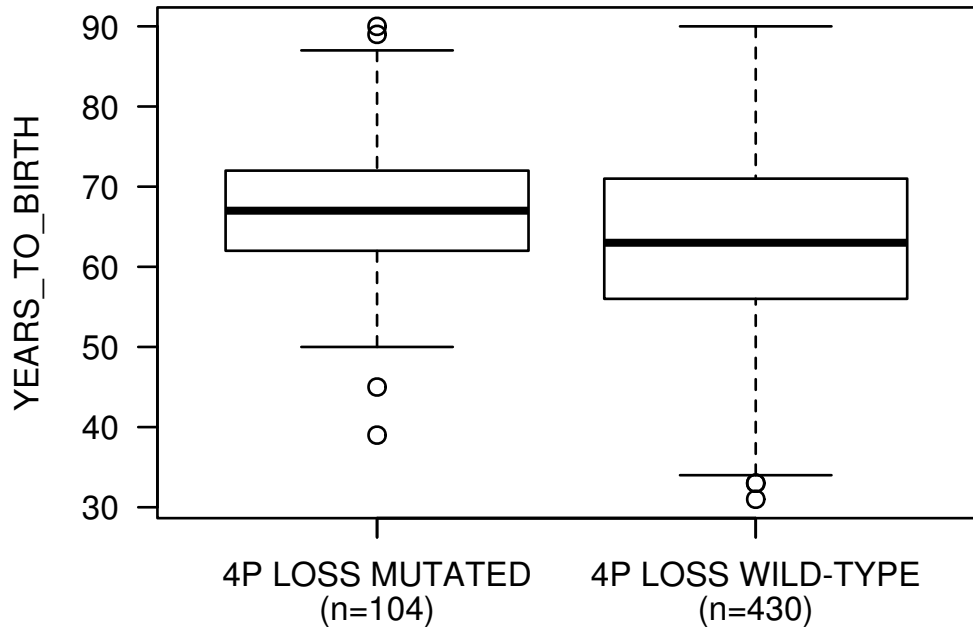 YEARS_TO_BIRTH
90
80
70
60
50
40
30
4P LOSS MUTATED
(n=104)
4P LOSS WILD-TYPE
(n=430)